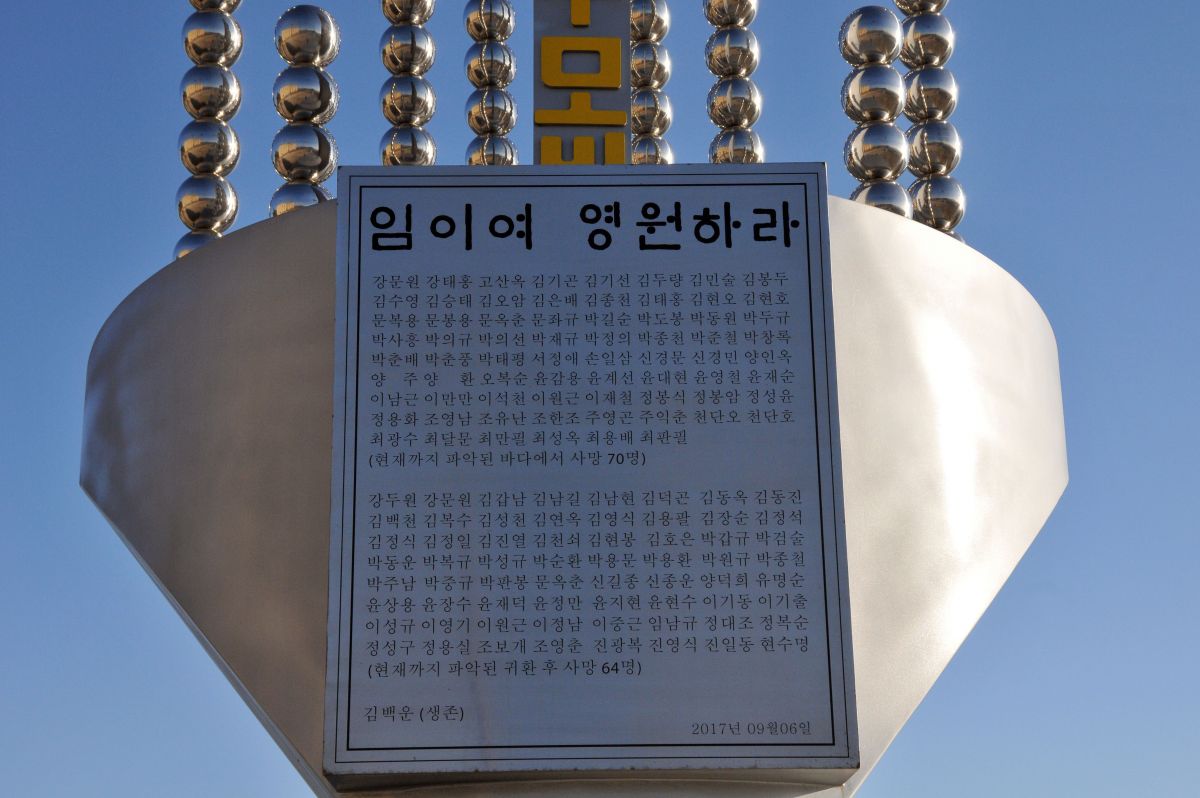 추모탑
임이여 영원하라
강문원 강태홍 고산옥 김기곤 김기선 김두량 김민술 김봉두
김수영 김승태 김오암 김은배 김종천 김태홍 김현오 김현호
문복용 문봉용 문옥춘 문좌규 박길순 박도봉 박동원 박두규
박사흥 박의규 박의선 박재규 박정의 박종천 박준철 박창록
박춘배 박춘풍 박태평 서정애 손일삼 신경문 신경민 양인옥
양 주 양 환 오복순 윤감용 윤계선 윤대현 윤영철 윤재순
이남근 이만만 이석천 이원근 이재철 정봉식 정봉암 정성윤
정용화 조영남 조유난 조한조 주영곤 주익춘 천단오 천단호
최광수 최달문 최만필 최성옥 최용배 최판필
(현재까지 파악된 바다에서 사망 70명)
강두원 강문원 김갑남 김남길 김남현 김덕곤 김동옥 김동진
김백천 김복수 김성천 김연옥 김영식 김용팔 김장순 김정석
김정식 김정일 김진열 김천쇠 김현봉 김호은 박갑규 박검술
박동운 박복규 박성규 박순환 박용문 박용환 박원규 박종철
박주남 박중규 박판봉 문옥춘 신길종 신종운 양덕희 유명순
윤상용 윤장수 윤재덕 윤정만 윤지현 윤현수 이기동 이기출
이성규 이영기 이원근 이정남 이중근 임남규 정대조 정복순
정성구 정용실 조보개 조영춘 진광복 진영식 진일동 현수명
(현재까지 파악된 귀환 후 사망 64명)
김백운 (생존)
2017년 09월06일